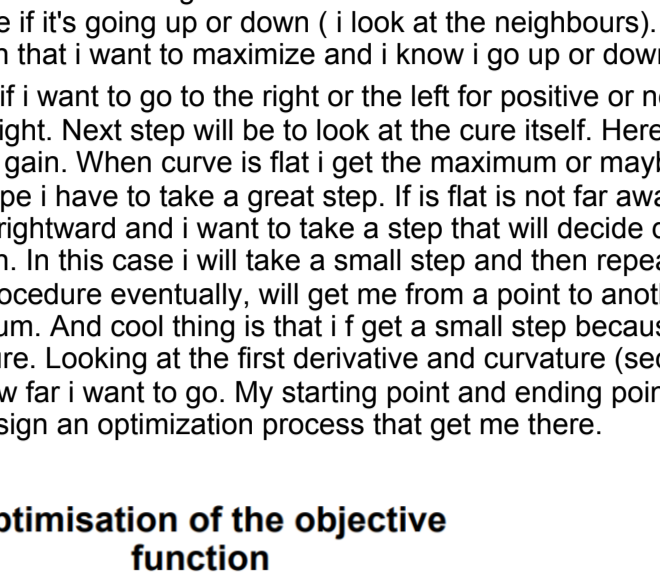 e if it's going up or down ( i look at the neighbours).
n that i want to maximize and i know i go up or dow
if i want to go to the right or the left for positive or n
ight. Next step will be to look at the cure itself. Here
gain. When curve is flat i get the maximum or may
pe i have to take a great step. If is flat is not far awa
rightward and i want to take a step that will decide
n. In this case i will take a small step and then repea
ocedure eventually, will get me from a point to anot
um. And cool thing is that i f get a small step becaus
ure. Looking at the first derivative and curvature (se
w far i want to go. My starting point and ending poin
sign an optimization process that get me there.
ptimisation of the objective
function